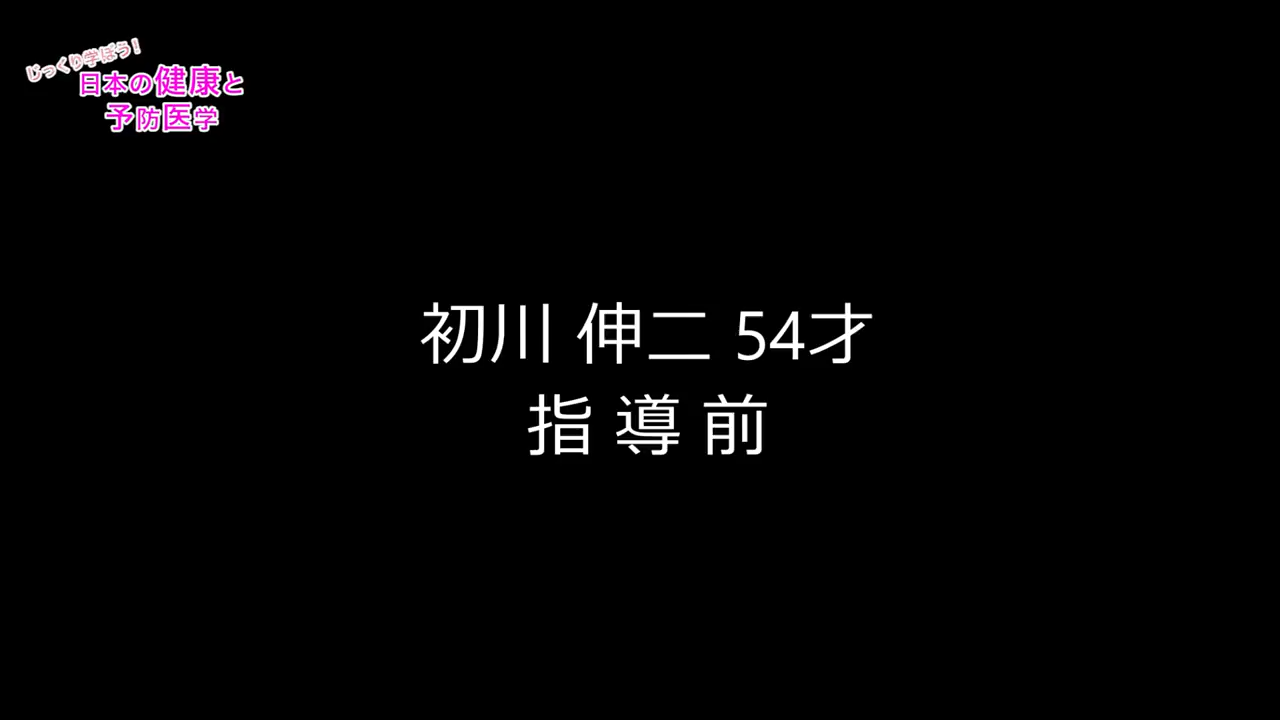 じっくり学ぼう!
日本の健康と
予防医学
初川 伸二 54才
指 導 前